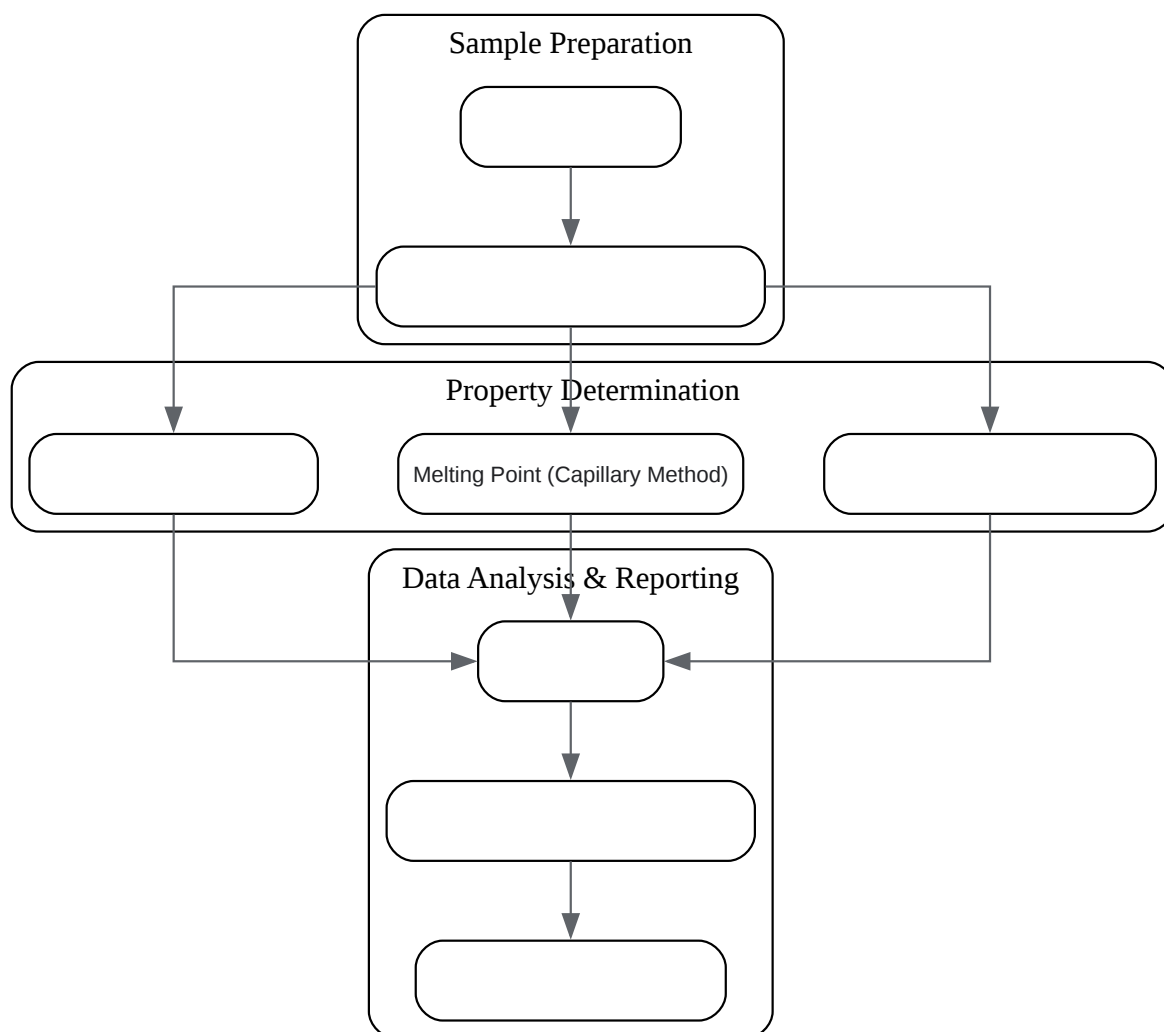 Sample Preparation
Property Determination
Melting Point (Capillary Method)
Data Analysis & Reporting